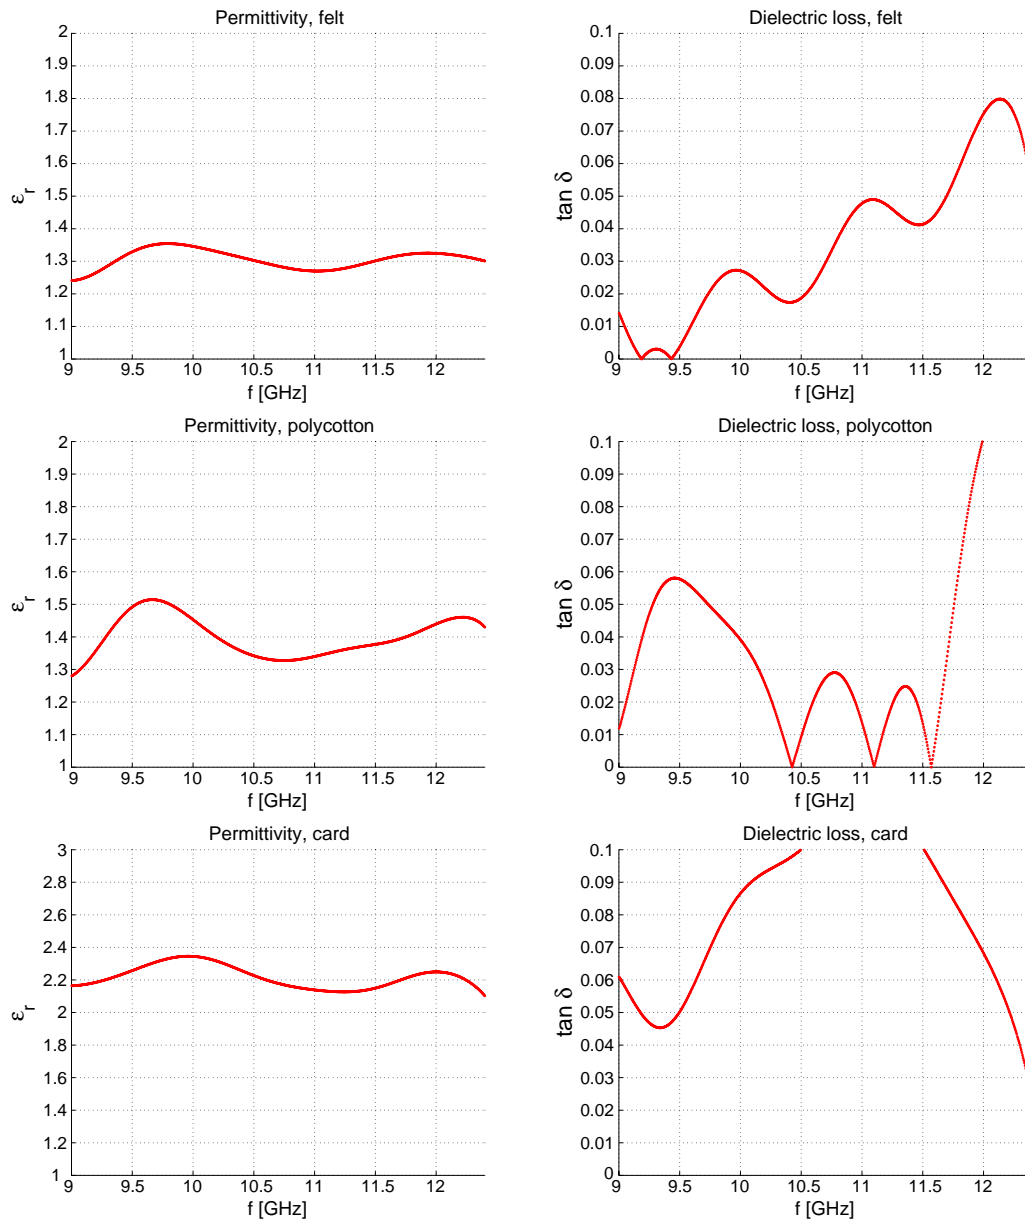 Permittivity, felt
2
1.9
1.8
1.7
1.6
1.5
1.4
1.3
1.2
1.1
1
εr
9 9.5 10 10.5 11 11.5 12
f [GHz]
Dielectric loss, felt
0.1
0.09
0.08
0.07
0.06
0.05
0.04
0.03
0.02
0.01
0
tan δ
9 9.5 10 10.5 11 11.5 12
f [GHz]
Permittivity, polycotton
2
1.9
1.8
1.7
1.6
1.5
1.4
1.3
1.2
1.1
1
εr
9 9.5 10 10.5 11 11.5 12
f [GHz]
Dielectric loss, polycotton
0.1
0.09
0.08
0.07
0.06
0.05
0.04
0.03
0.02
0.01
0
tan δ
9 9.5 10 10.5 11 11.5 12
f [GHz]
Permittivity, card
3
2.8
2.6
2.4
2.2
2
1.8
1.6
1.4
1.2
1
εr
9 9.5 10 10.5 11 11.5 12
f [GHz]
Dielectric loss, card
0.1
0.09
0.08
0.07
0.06
0.05
0.04
0.03
0.02
0.01
0
tan δ
9 9.5 10 10.5 11 11.5 12
f [GHz]